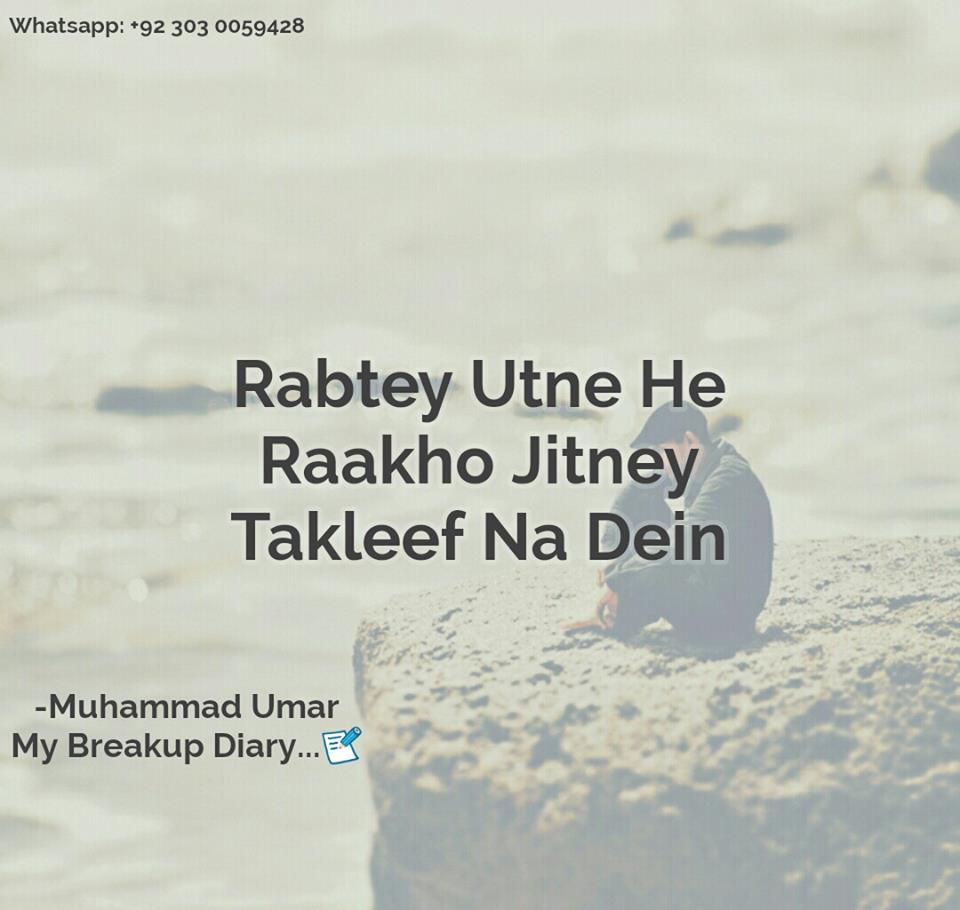 Whatsapp: +92 303 0059428
Rabtey Utne He
Raakho Jitney
Takleef Na Dein
-Muhammad Umar
My Breakup Diary...📝